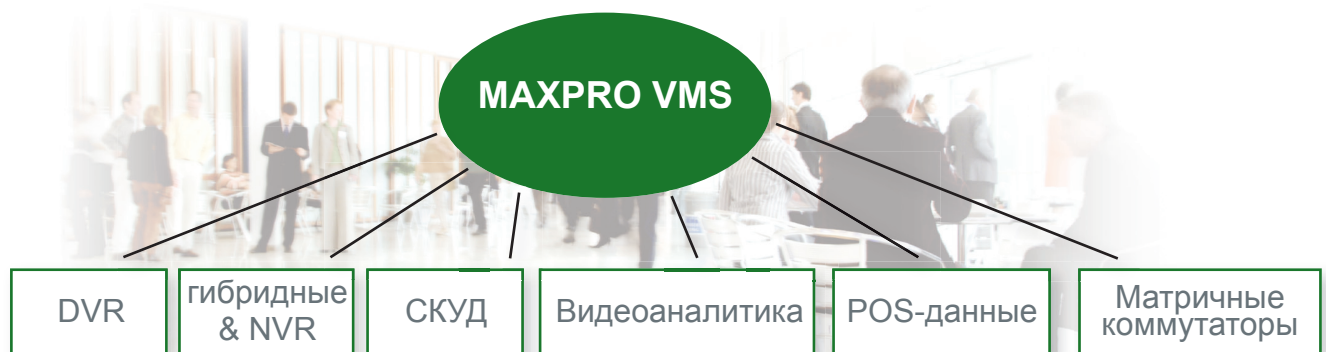 MAXPRO VMS
DVR
гибридные
& NVR
СКУД
Видеоаналитика
POS-данные
Матричные
коммутаторы